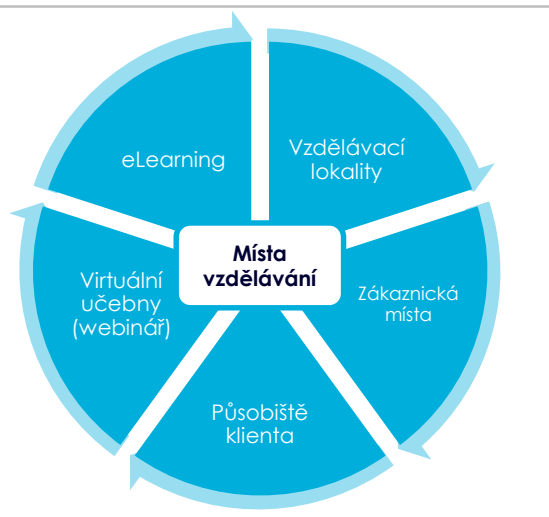 eLearning
Vzdělávací
lokality
Místa
vzdělávání
Virtuální
učebny
(webinář)
Zákaznická
místa
Působiště
klienta